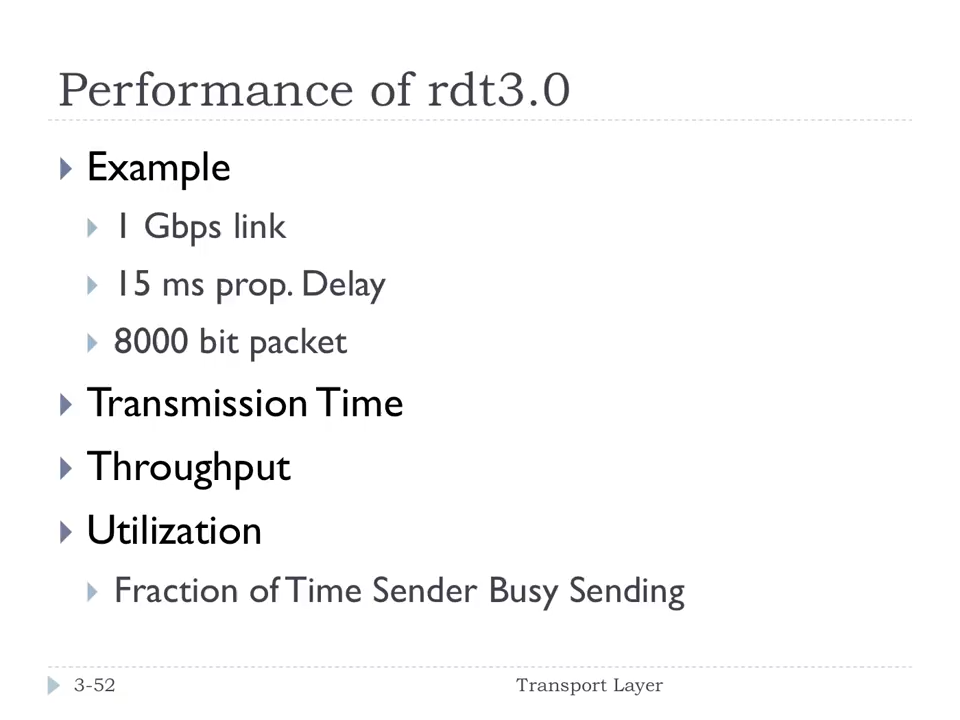 Performance of rdt3.0
Example
1 Gbps link
15 ms prop. Delay
8000 bit packet
Transmission Time
Throughput
Utilization
Fraction of Time Sender Busy Sending
3-52
Transport Layer